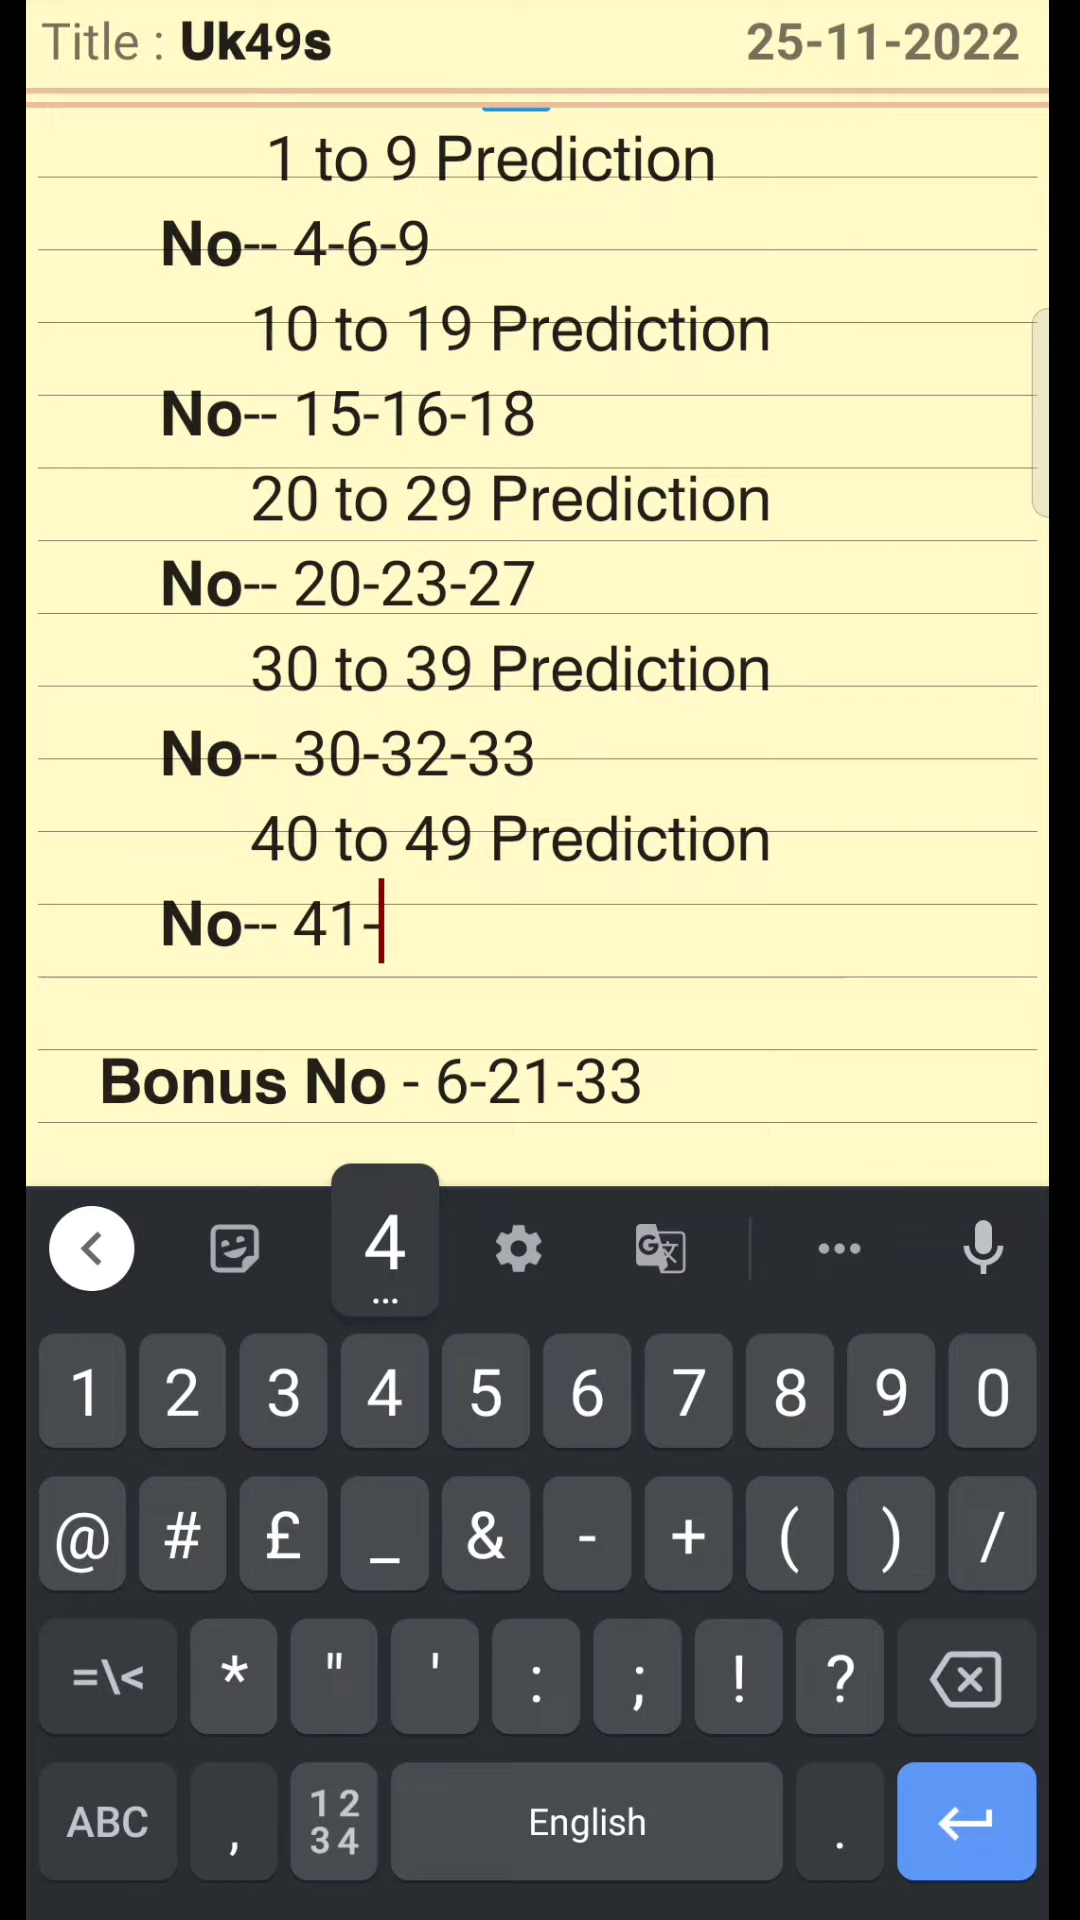 Title : Uk49s 25-11-2022
1 to 9 Prediction
No-- 4-6-9
10 to 19 Prediction
No-- 15-16-18
20 to 29 Prediction
No-- 20-23-27
30 to 39 Prediction
No-- 30-32-33
40 to 49 Prediction
No-- 41-
Bonus No - 6-21-33
4
...
1 2 3 4 5 6 7 8 9 0
@ # £ _ & - + ( ) /
=\< * " ' : ; ! ?
ABC , 12 34 English .